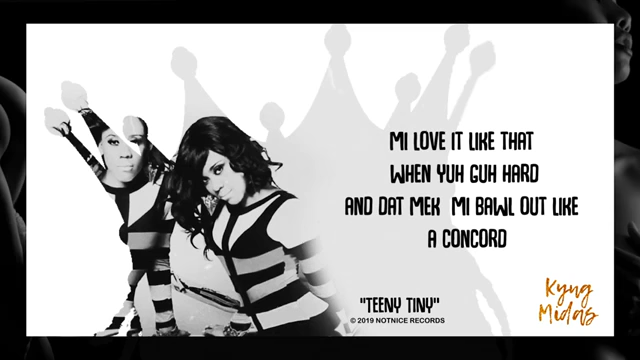 MI LOVE IT LIKE THAT
WHEN YUH GUH HARD
AND DAT MEK MI BAWL OUT LIKE
A CONCORD
"TEENY TINY"
© 2019 NOTNICE RECORDS
Kyng
Midas